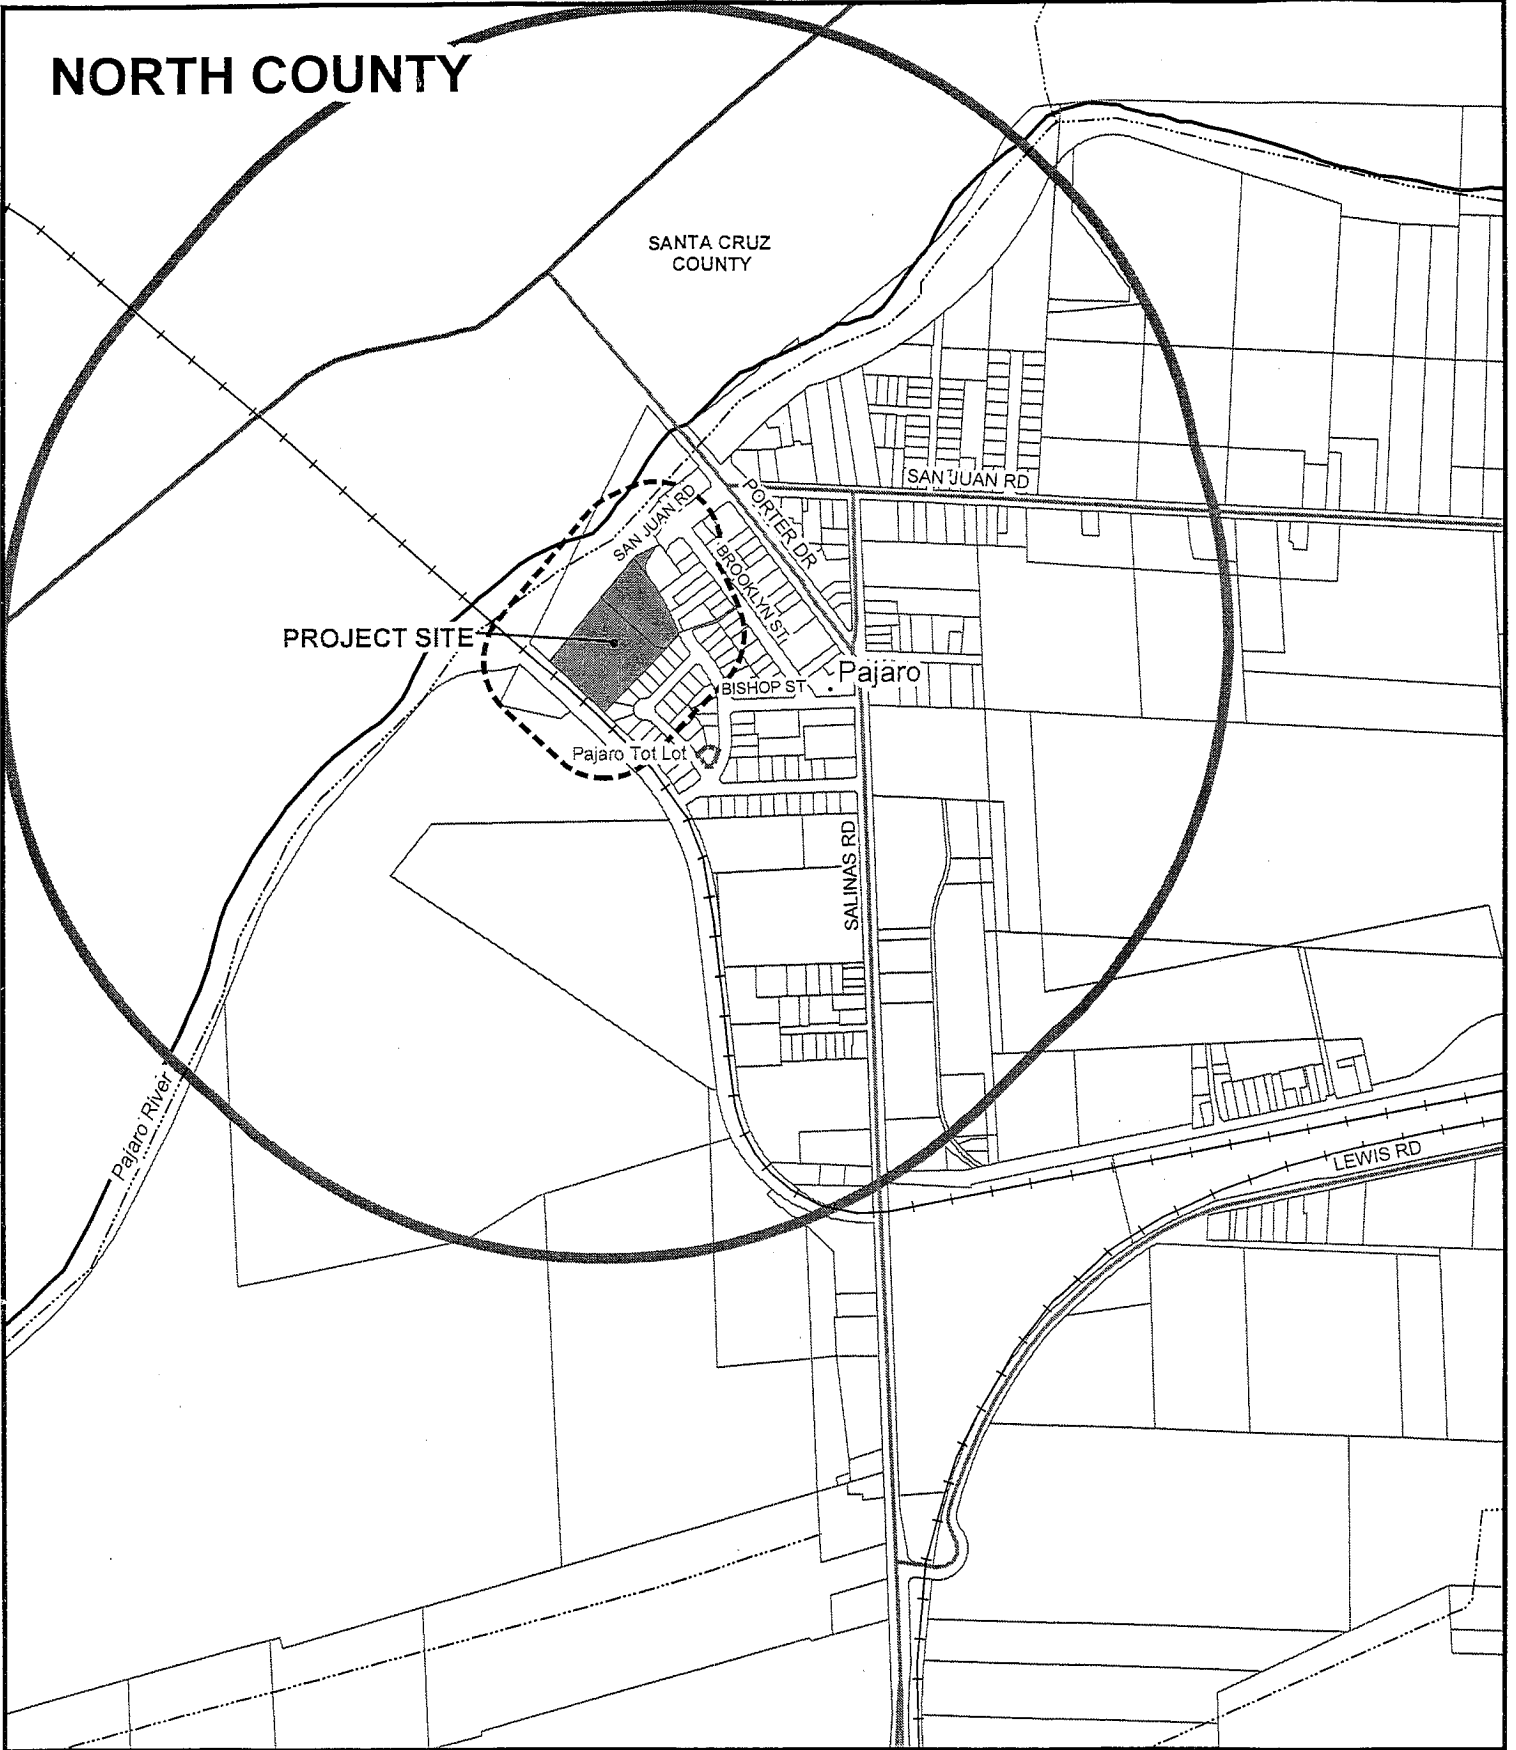 NORTH COUNTY
SANTA CRUZ
COUNTY
SAN JUAN RD
PORTER DR
SAN JUAN RD
BROOKLYN ST
PROJECT SITE
Pajaro
BISHOP ST
Pajaro Tot Lot
SALINAS RD
Pajaro River
LEWIS RD